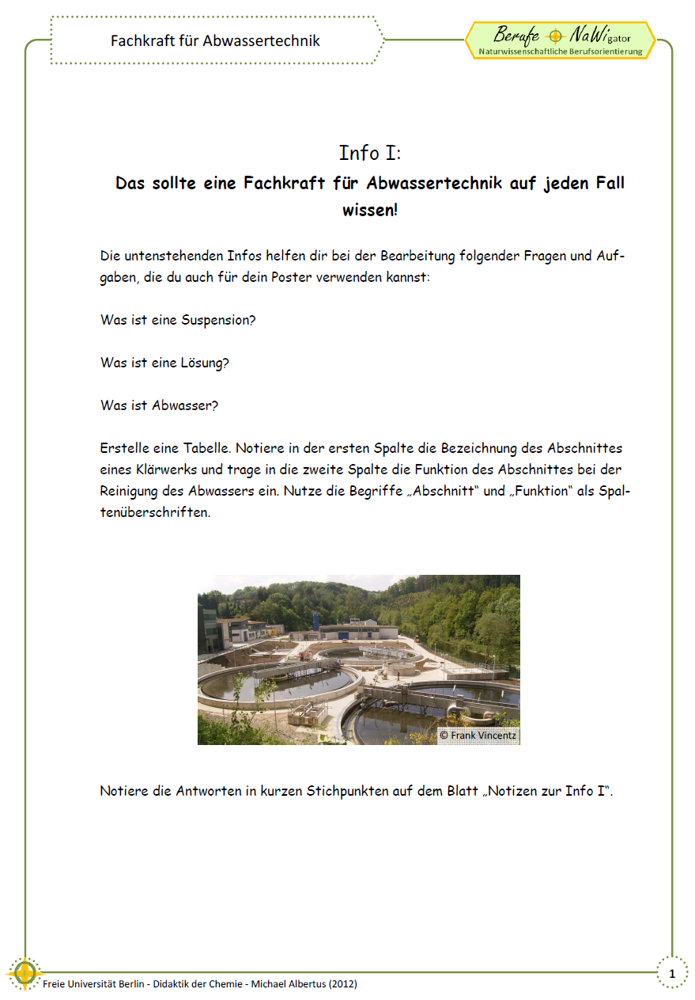 Fachkraft für Abwassertechnik
Berufe NaWigator
Naturwissenschaftliche Berufsorientierung
Info I:
Das sollte eine Fachkraft für Abwassertechnik auf jeden Fall
wissen!
Die untenstehenden Infos helfen dir bei der Bearbeitung folgender Fragen und Auf-
gaben, die du auch für dein Poster verwenden kannst:
Was ist eine Suspension?
Was ist eine Lösung?
Was ist Abwasser?
Erstelle eine Tabelle. Notiere in der ersten Spalte die Bezeichnung des Abschnittes
eines Klärwerks und trage in die zweite Spalte die Funktion des Abschnittes bei der
Reinigung des Abwassers ein. Nutze die Begriffe „Abschnitt“ und „Funktion“ als Spal-
tenüberschriften.
© Frank Vincentz
Notiere die Antworten in kurzen Stichpunkten auf dem Blatt „Notizen zur Info I“.
Freie Universität Berlin - Didaktik der Chemie - Michael Albertus (2012)
1